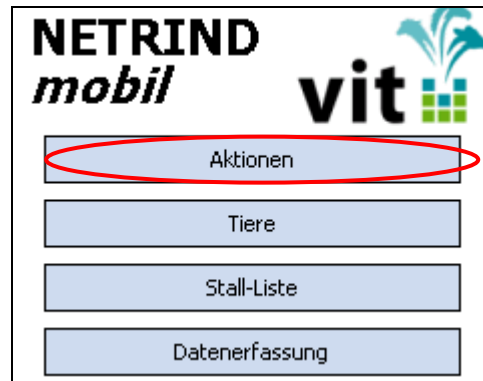 NETRIND
mobil
vit
Aktionen
Tiere
Stall-Liste
Datenerfassung